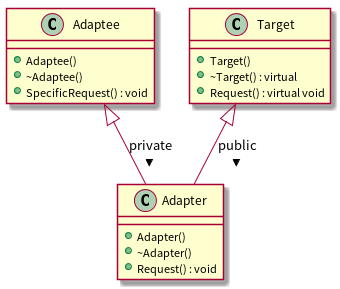 C Adaptee
Adaptee()
~Adaptee()
SpecificRequest() : void
C Target
Target()
~Target() : virtual
Request() : virtual void
private
public
C Adapter
Adapter()
~Adapter()
Request() : void